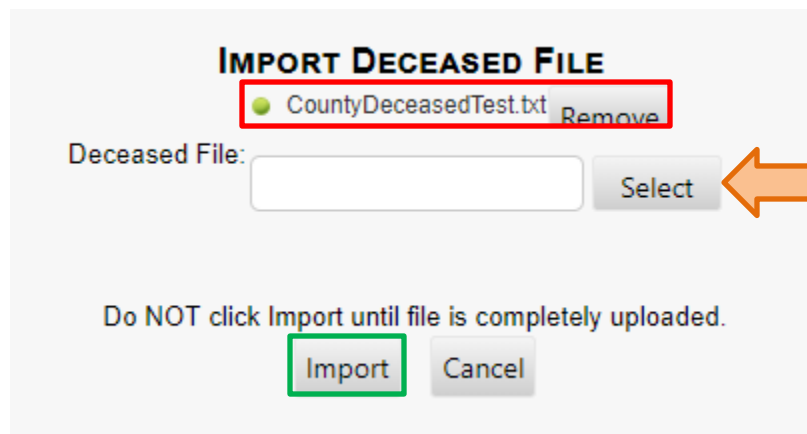 IMPORT DECEASED FILE
CountyDeceasedTest.txt Remove
Deceased File:
Select
Do NOT click Import until file is completely uploaded.
Import Cancel